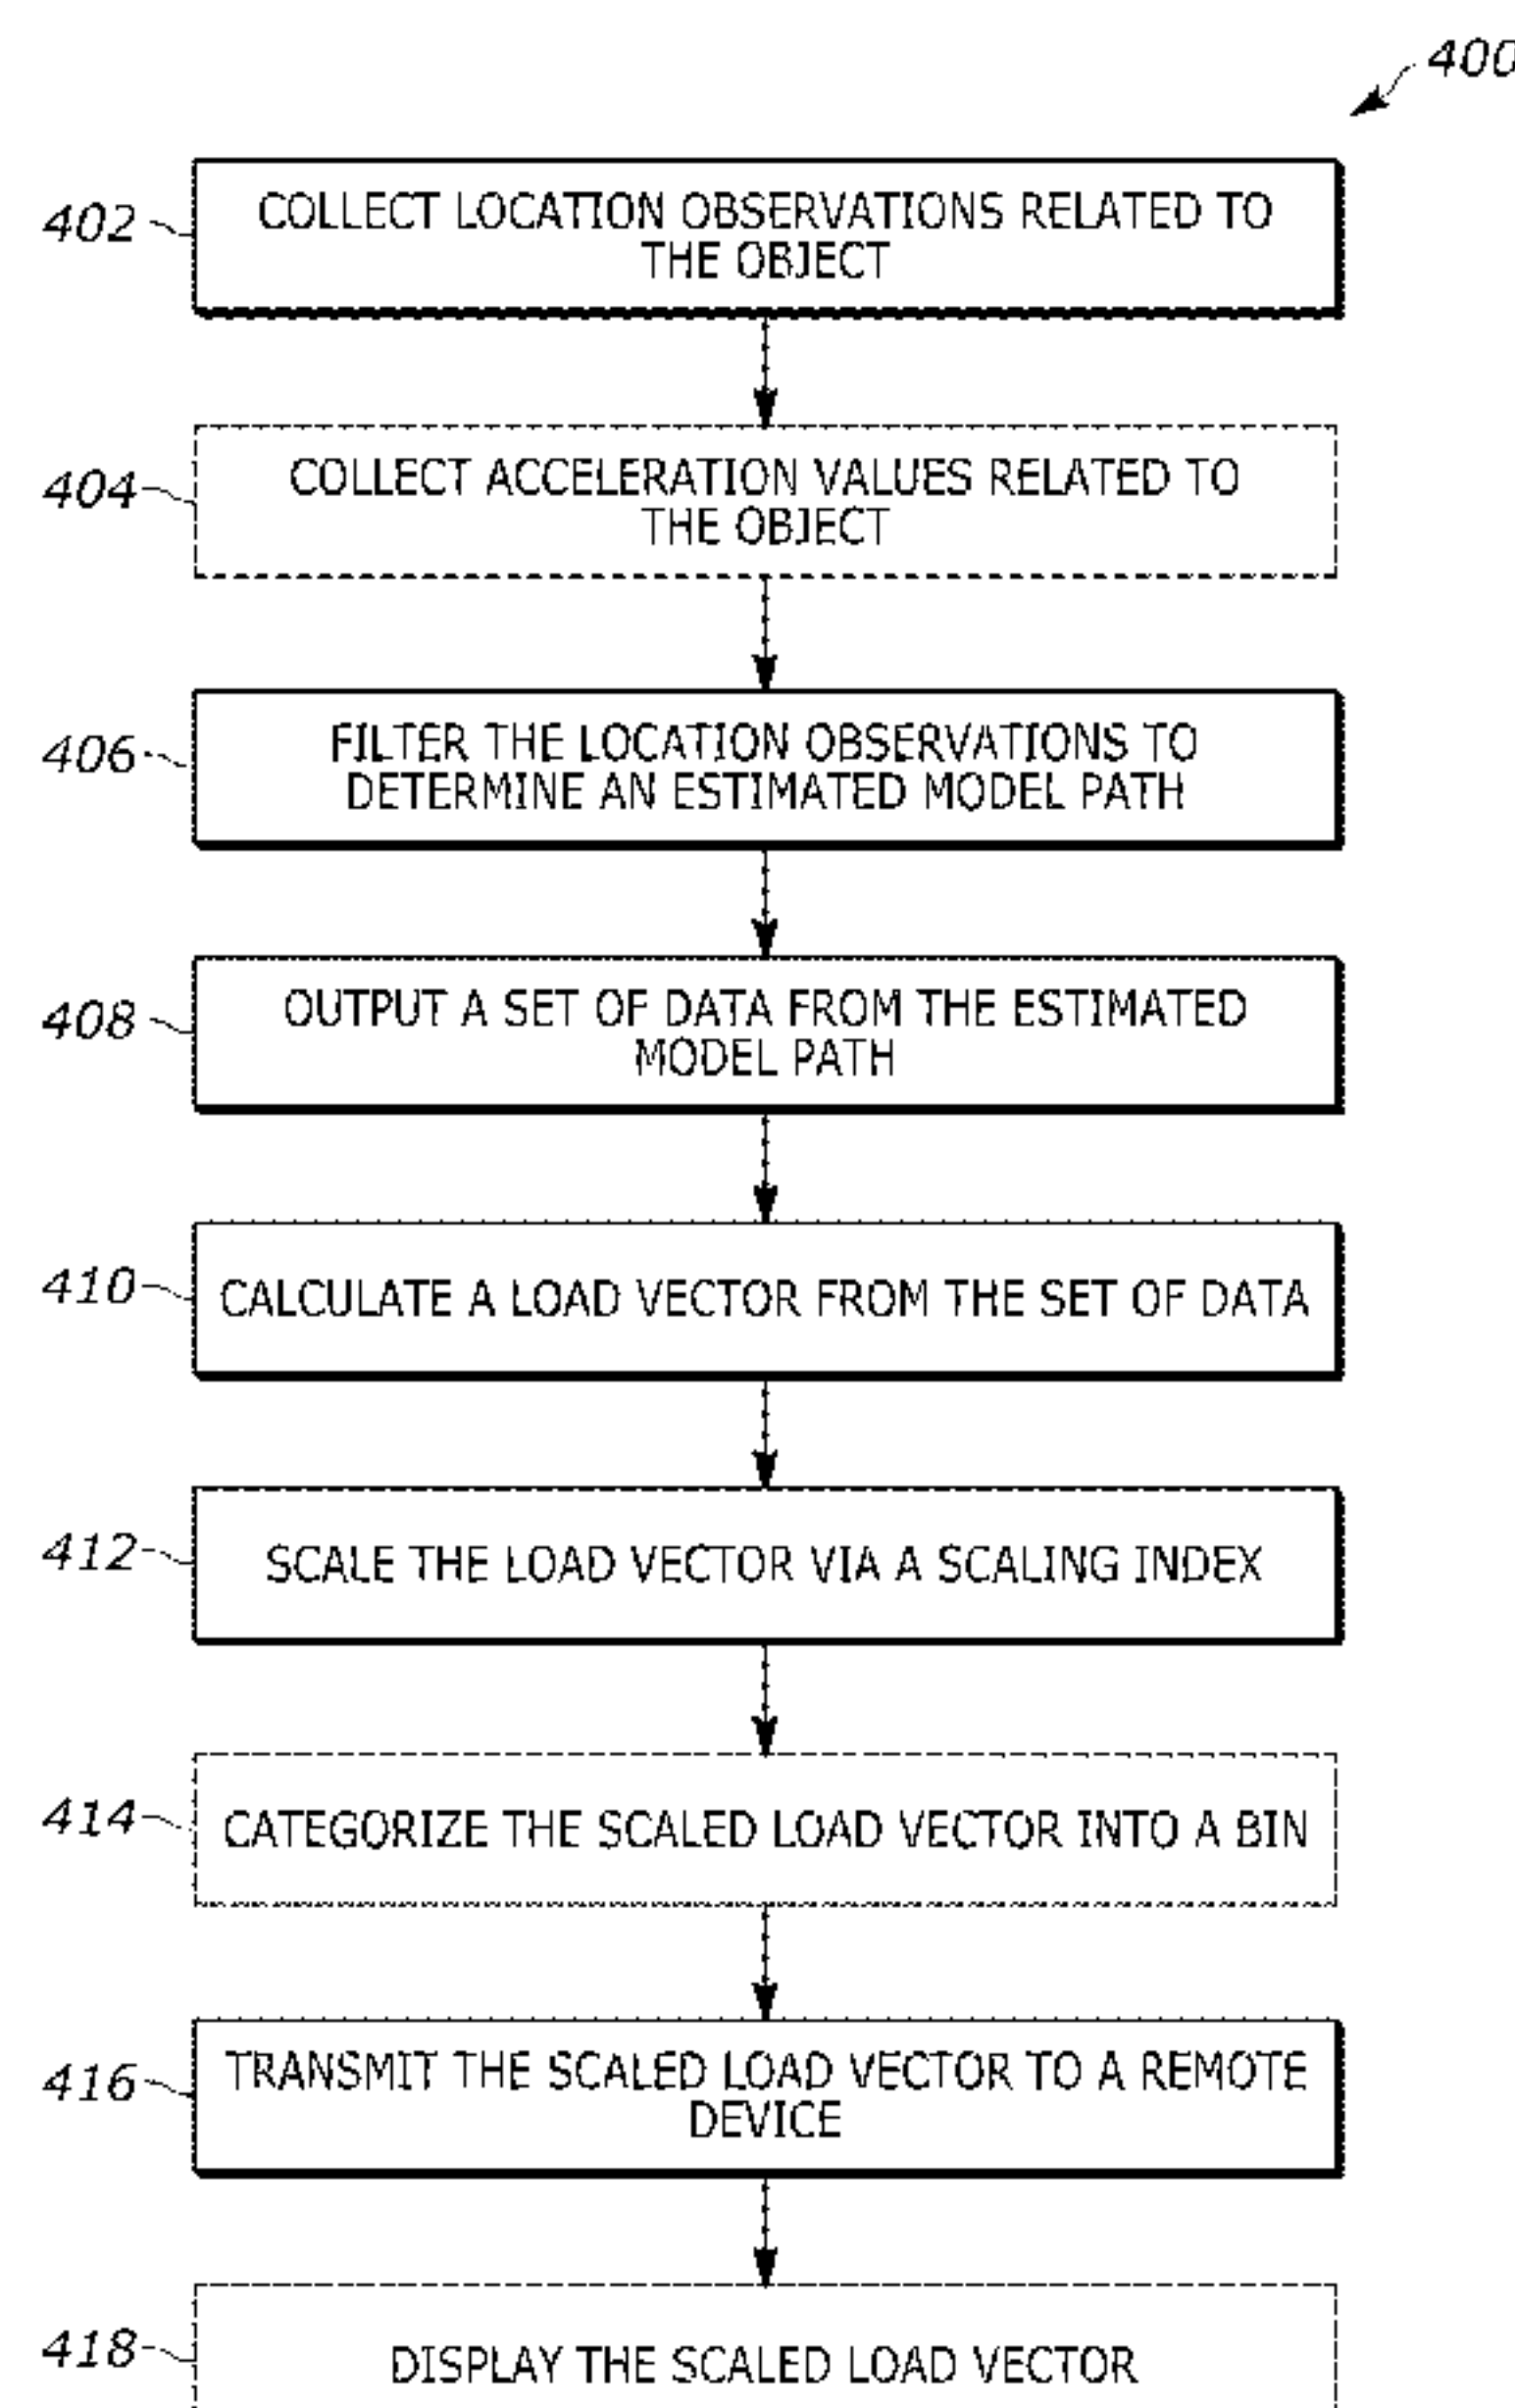 400
402
COLLECT LOCATION OBSERVATIONS RELATED TO
THE OBJECT
404
COLLECT ACCELERATION VALUES RELATED TO
THE OBJECT
406
FILTER THE LOCATION OBSERVATIONS TO
DETERMINE AN ESTIMATED MODEL PATH
408
OUTPUT A SET OF DATA FROM THE ESTIMATED
MODEL PATH
410
CALCULATE A LOAD VECTOR FROM THE SET OF DATA
412
SCALE THE LOAD VECTOR VIA A SCALING INDEX
414
CATEGORIZE THE SCALED LOAD VECTOR INTO A BIN
416
TRANSMIT THE SCALED LOAD VECTOR TO A REMOTE
DEVICE
418
DISPLAY THE SCALED LOAD VECTOR